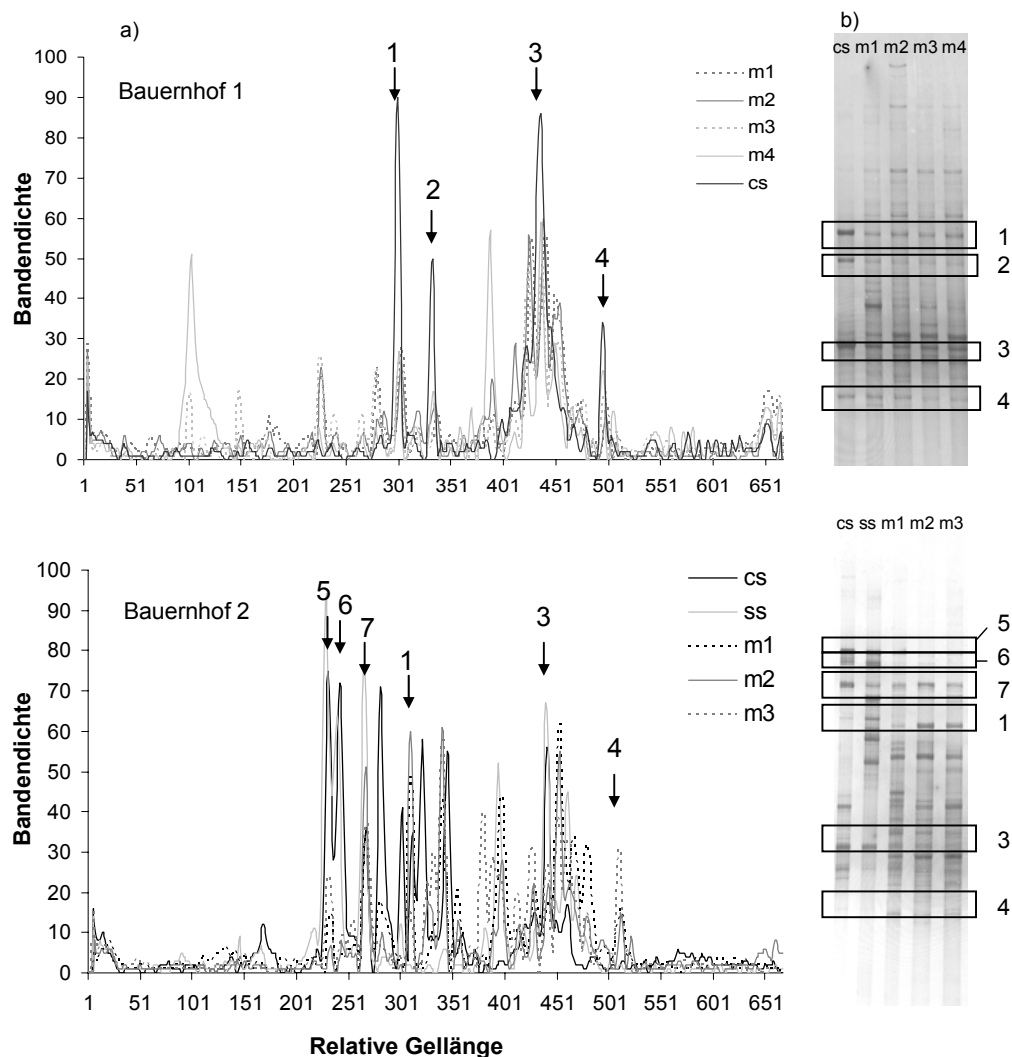 a)
Bauernhof 1
Bandendichte
100
90
80
70
60
50
40
30
20
10
0
1 51 101 151 201 251 301 351 401 451 501 551 601 651
1
2
3
4
m1
m2
m3
m4
cs
b)
cs m1 m2 m3 m4
1
2
3
4
Bauernhof 2
Bandendichte
100
90
80
70
60
50
40
30
20
10
0
1 51 101 151 201 251 301 351 401 451 501 551 601 651
Relative Gellänge
5
6
7
1
3
4
cs
ss
m1
m2
m3
cs ss m1 m2 m3
5
6
7
1
3
4